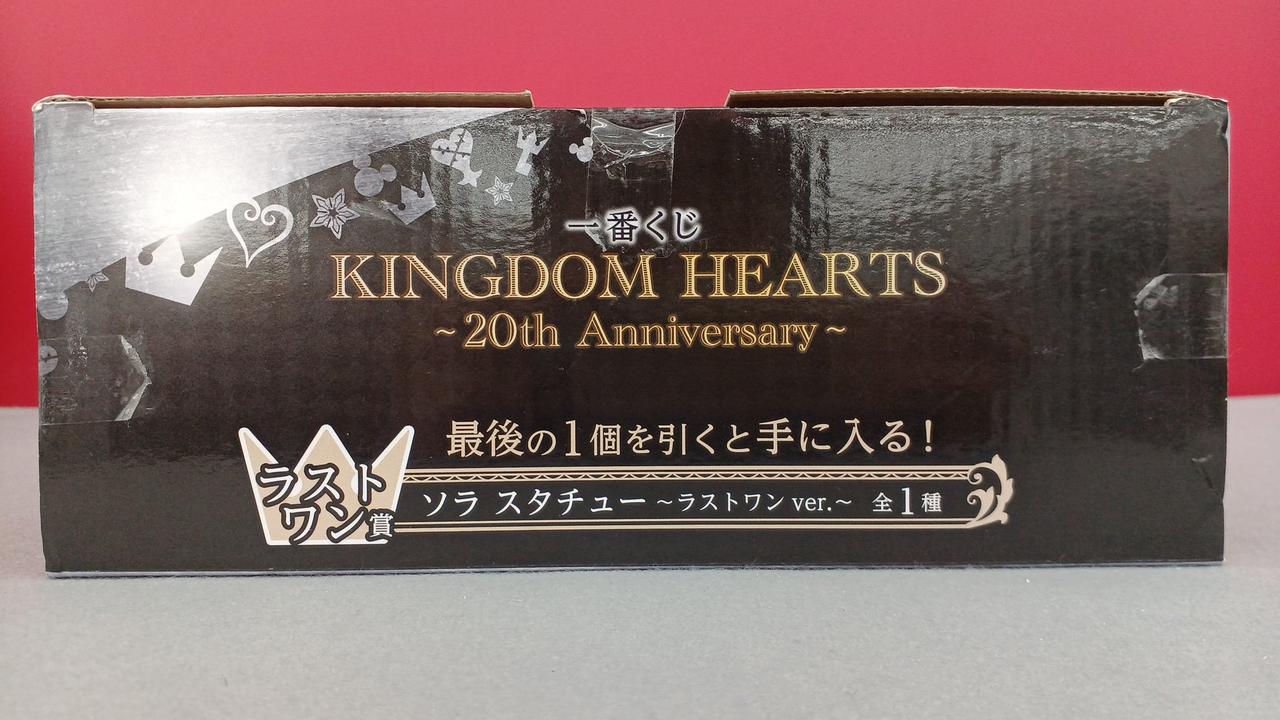 一番くじ
KINGDOM HEARTS
~20th Anniversary~
最後の1個を引くと手に入る!
ラスト
ワン賞
ソラ スタチュー ~ラストワン ver.~ 全1種